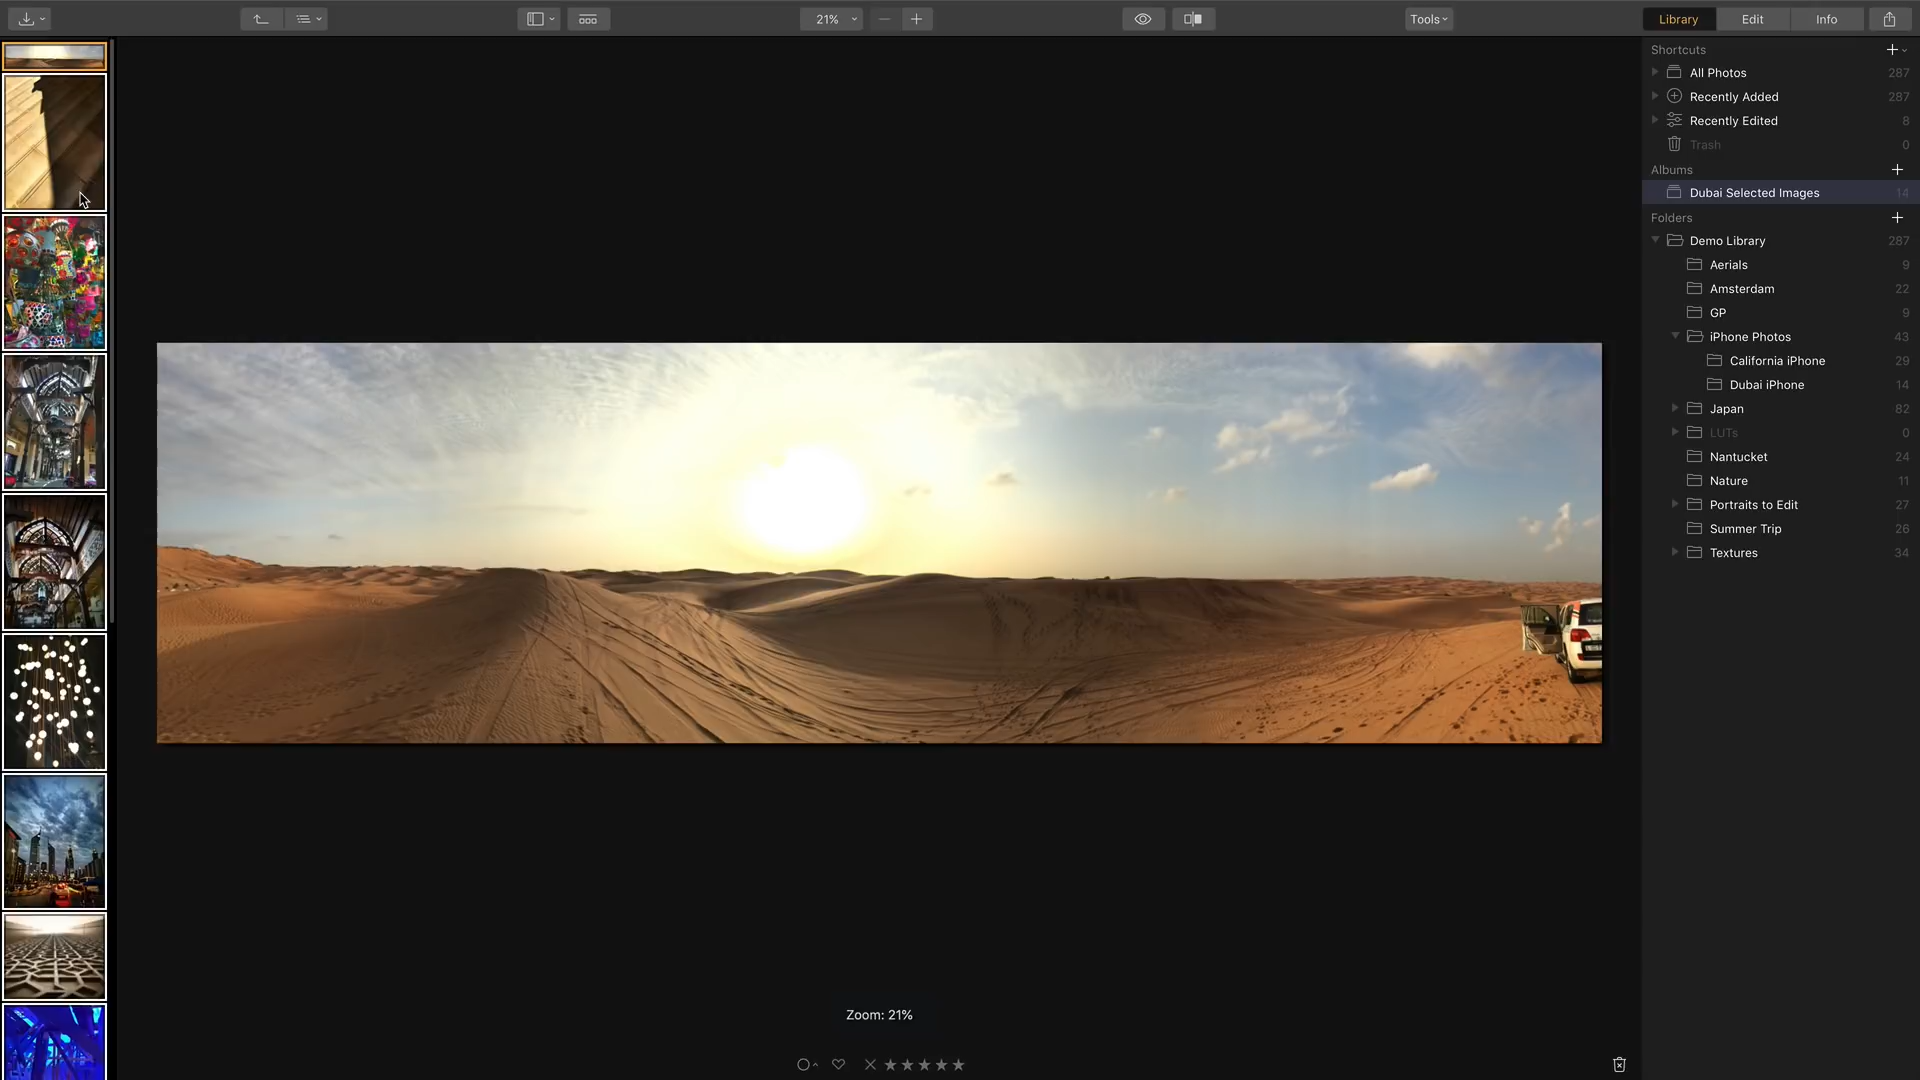 21%
Tools
Library
Edit
Info
Shortcuts
All Photos 287
Recently Added 287
Recently Edited 8
Trash 0
Albums
Dubai Selected Images 14
Folders
Demo Library 287
Aerials 9
Amsterdam 22
GP 9
iPhone Photos 43
California iPhone 29
Dubai iPhone 14
Japan 82
LUTs 0
Nantucket 24
Nature 11
Portraits to Edit 27
Summer Trip 26
Textures 34
Zoom: 21%